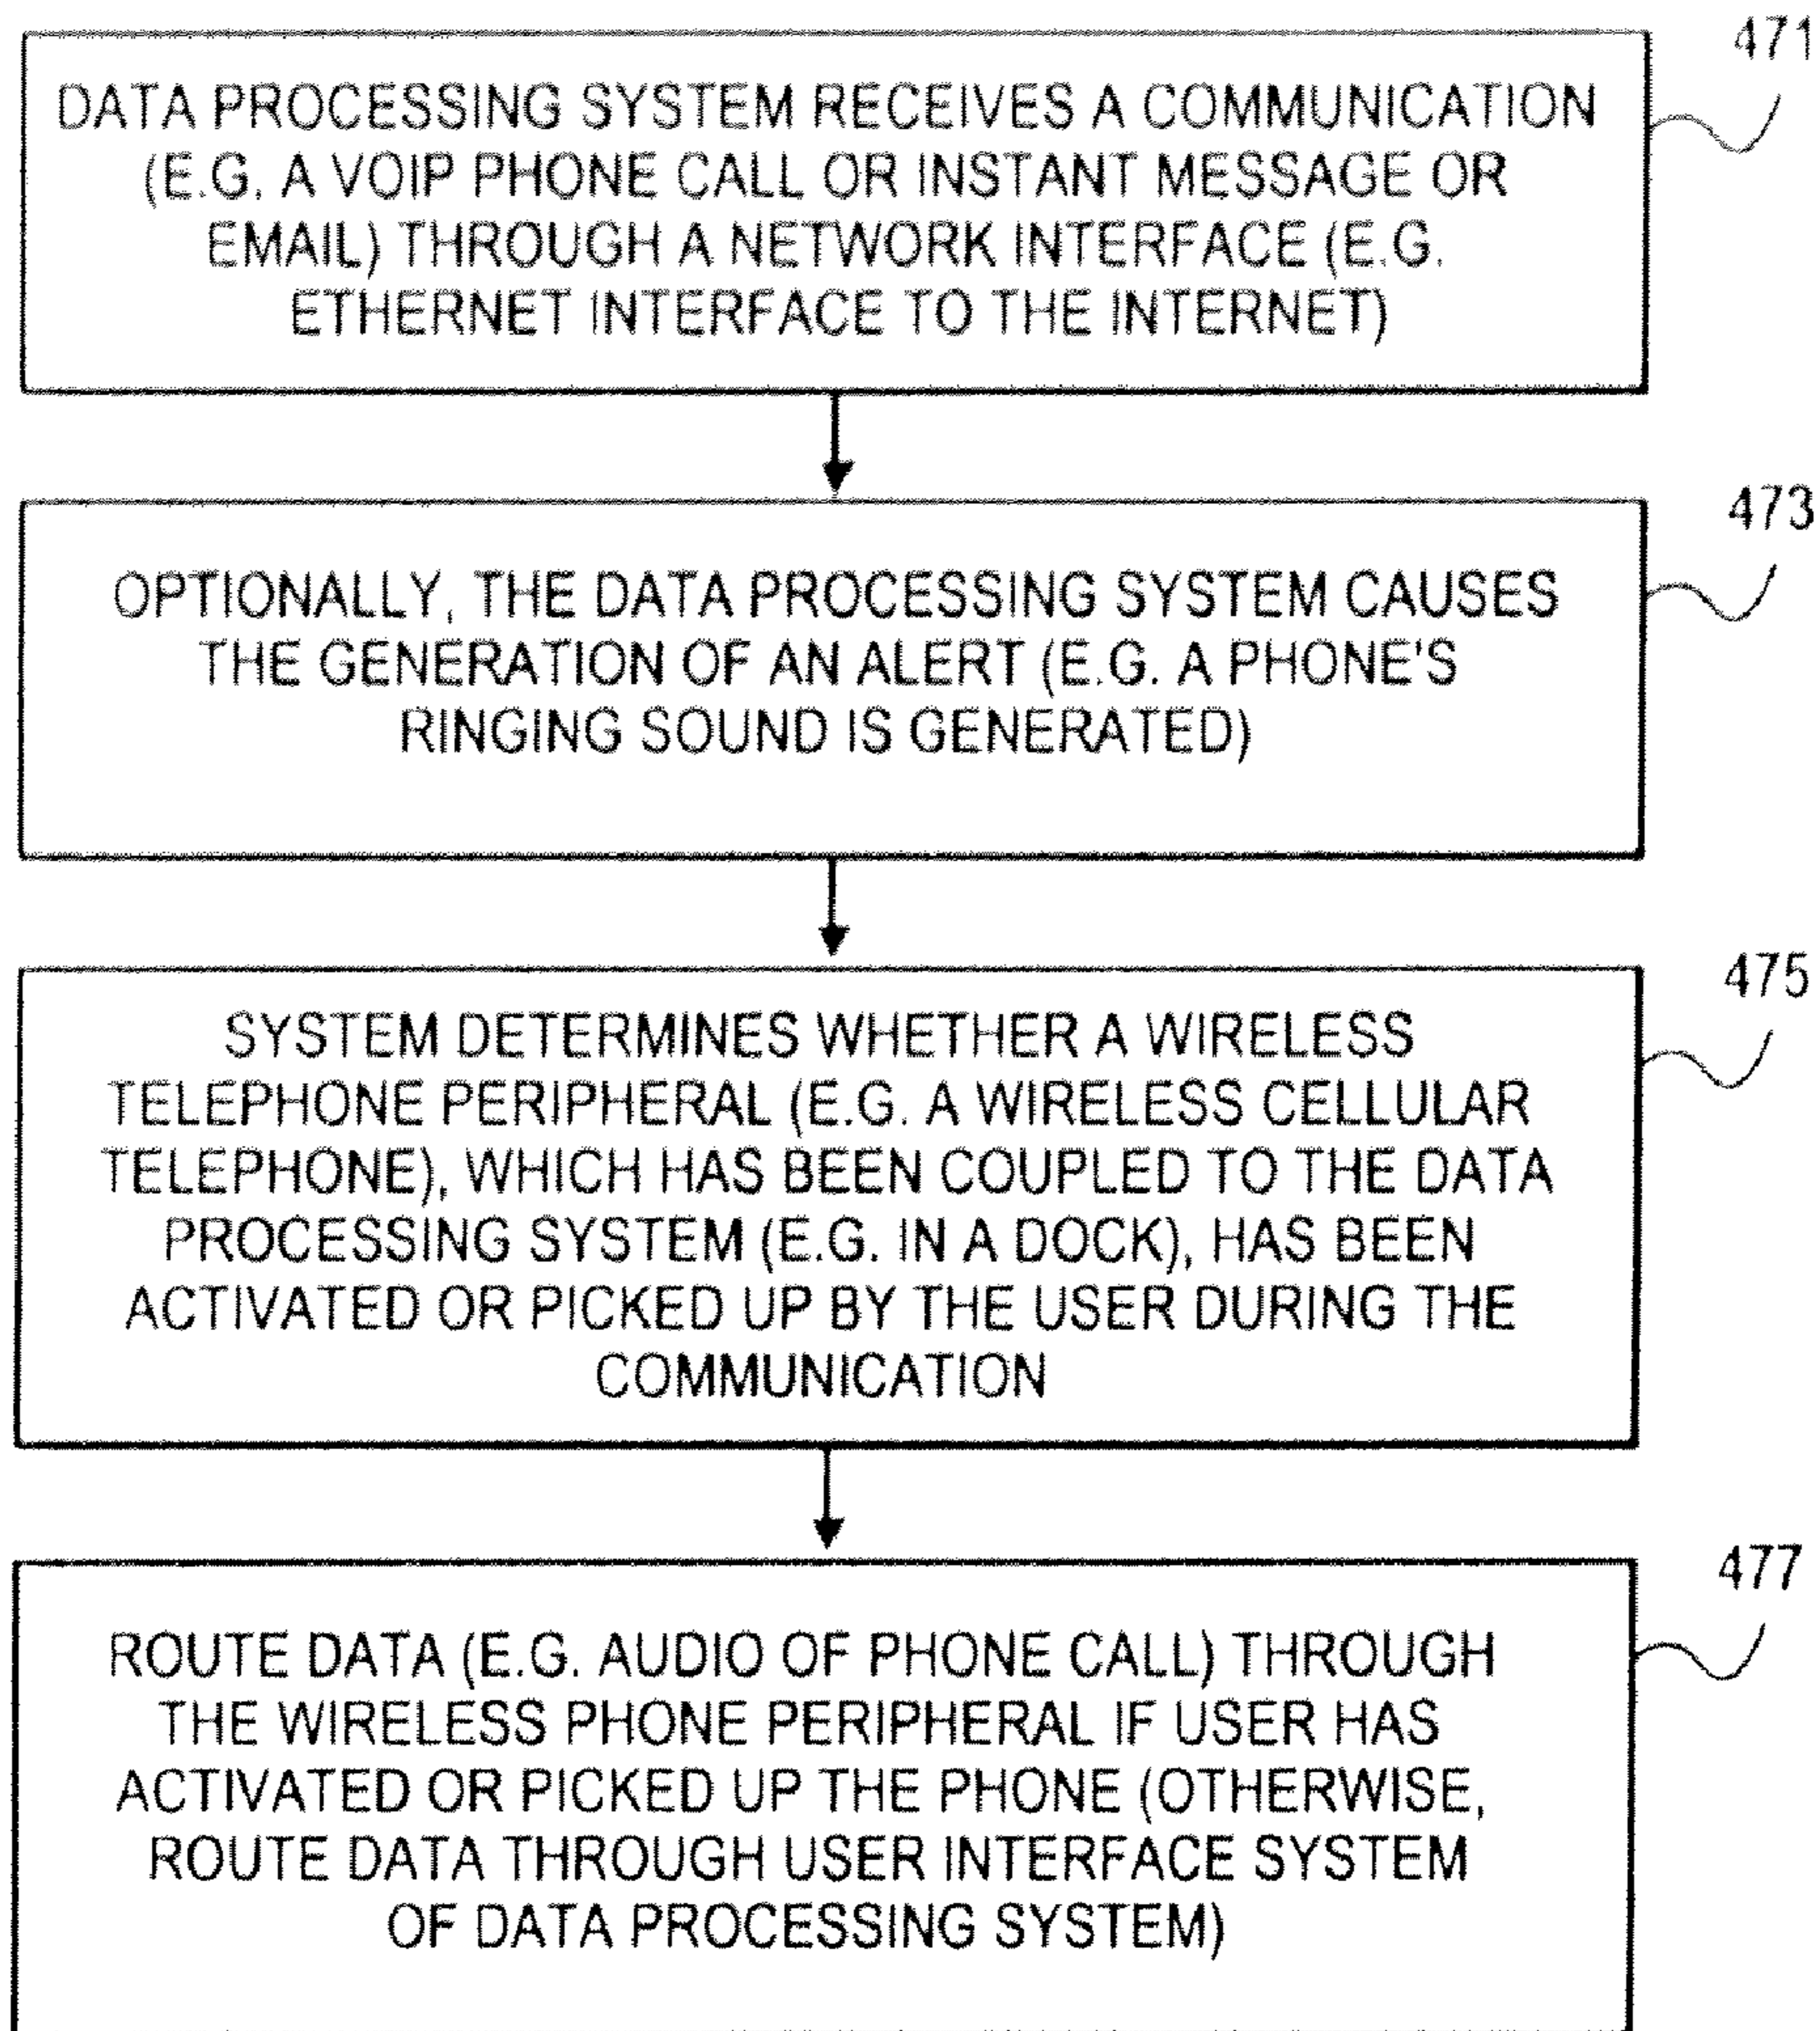 471
DATA PROCESSING SYSTEM RECEIVES A COMMUNICATION
(E.G. A VOIP PHONE CALL OR INSTANT MESSAGE OR
EMAIL) THROUGH A NETWORK INTERFACE (E.G.
ETHERNET INTERFACE TO THE INTERNET)
473
OPTIONALLY, THE DATA PROCESSING SYSTEM CAUSES
THE GENERATION OF AN ALERT (E.G. A PHONE'S
RINGING SOUND IS GENERATED)
475
SYSTEM DETERMINES WHETHER A WIRELESS
TELEPHONE PERIPHERAL (E.G. A WIRELESS CELLULAR
TELEPHONE), WHICH HAS BEEN COUPLED TO THE DATA
PROCESSING SYSTEM (E.G. IN A DOCK), HAS BEEN
ACTIVATED OR PICKED UP BY THE USER DURING THE
COMMUNICATION
477
ROUTE DATA (E.G. AUDIO OF PHONE CALL) THROUGH
THE WIRELESS PHONE PERIPHERAL IF USER HAS
ACTIVATED OR PICKED UP THE PHONE (OTHERWISE,
ROUTE DATA THROUGH USER INTERFACE SYSTEM
OF DATA PROCESSING SYSTEM)